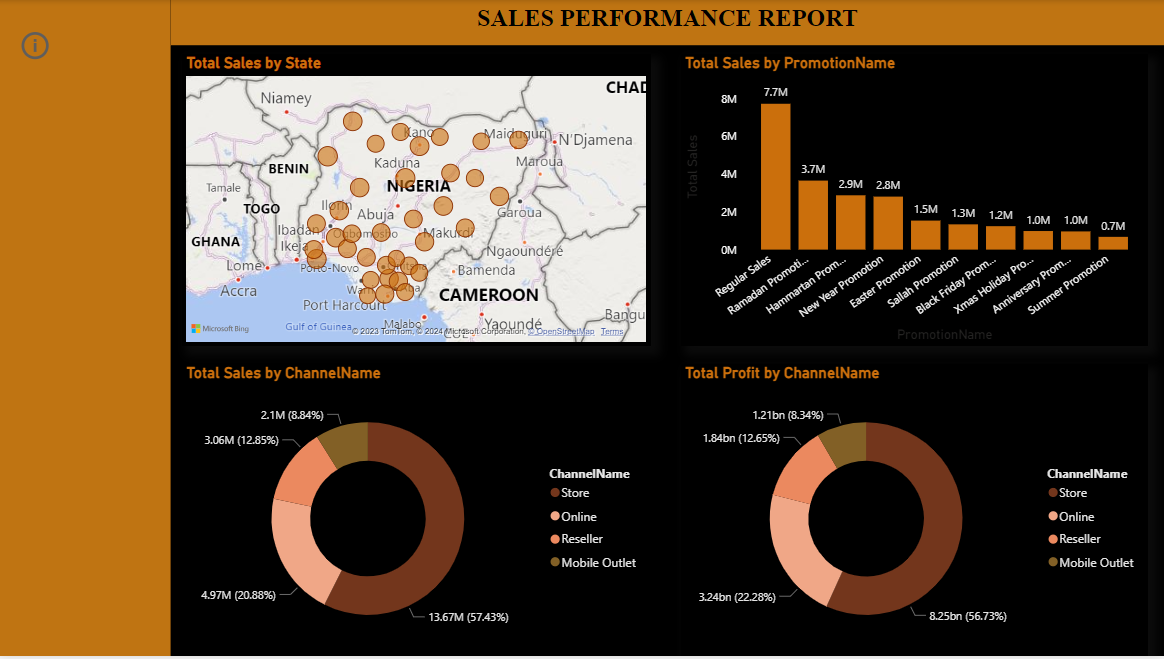 SALES PERFORMANCE REPORT
Total Sales by State
Niamey
CHAD
Kano
Maiduguri
N'Djamena
Maroua
BENIN
Kaduna
Tamale
NIGERIA
TOGO
Ilorin
Abuja
Garoua
GHANA
Ibadan
Ogbomosho
Makurdi
Ikeja
Ngaoundéré
Lomé
Porto-Novo
Bamenda
Accra
Port Harcourt
CAMEROON
Bangu
Gulf of Guinea
Malabo
Yaoundé
Microsoft Bing
© 2023 TomTom, © 2024 Microsoft Corporation, © OpenStreetMap Terms
Total Sales by PromotionName
Total Sales
8M
6M
4M
2M
0M
7.7M
3.7M
2.9M
2.8M
1.5M
1.3M
1.2M
1.0M
1.0M
0.7M
Regular Sales
Ramadan Promoti...
Hammartan Prom...
New Year Promotion
Easter Promotion
Sallah Promotion
Black Friday Prom...
Xmas Holiday Pro...
Anniversary Prom...
Summer Promotion
PromotionName
Total Sales by ChannelName
2.1M (8.84%)
3.06M (12.85%)
4.97M (20.88%)
13.67M (57.43%)
ChannelName
Store
Online
Reseller
Mobile Outlet
Total Profit by ChannelName
1.21bn (8.34%)
1.84bn (12.65%)
3.24bn (22.28%)
8.25bn (56.73%)
ChannelName
Store
Online
Reseller
Mobile Outlet